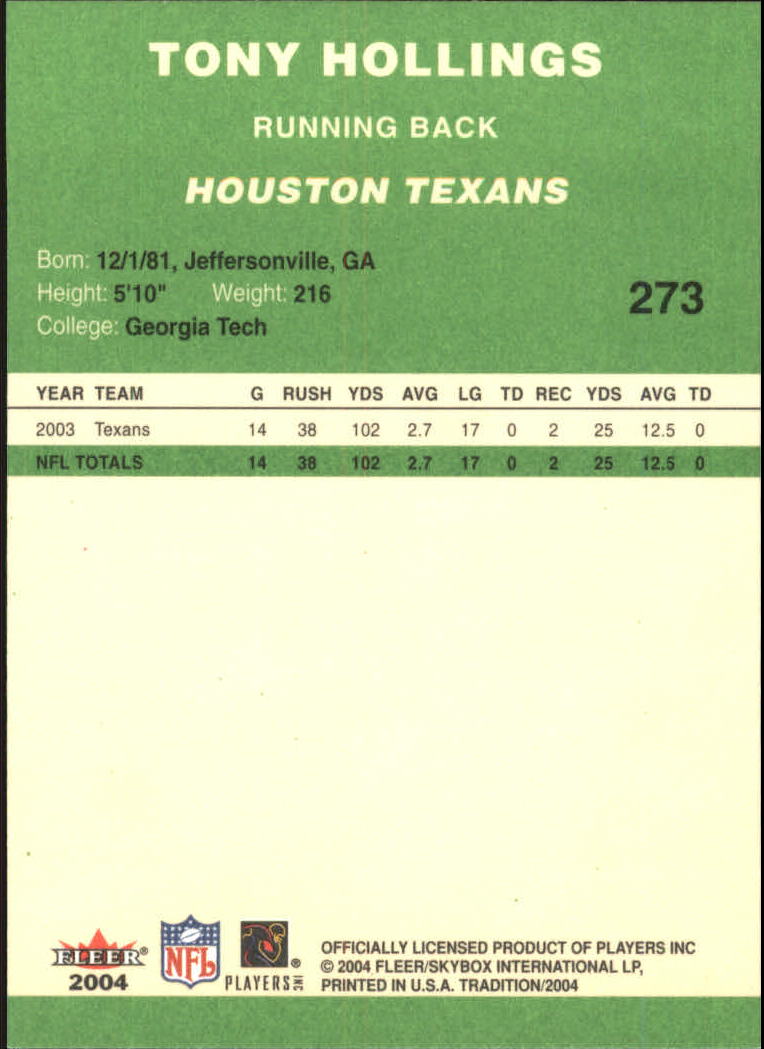 TONY HOLLINGS
RUNNING BACK
HOUSTON TEXANS
Born: 12/1/81, Jeffersonville, GA
Height: 5'10" Weight: 216
273
College: Georgia Tech
YEAR TEAM G RUSH YDS AVG LG TD REC YDS AVG TD
2003 Texans 14 38 102 2.7 17 0 2 25 12.5 0
NFL TOTALS 14 38 102 2.7 17 0 2 25 12.5 0
FLEER®
2004
NFL
PLAYERS INC ®
OFFICIALLY LICENSED PRODUCT OF PLAYERS INC
© 2004 FLEER/SKYBOX INTERNATIONAL LP,
PRINTED IN U.S.A. TRADITION/2004